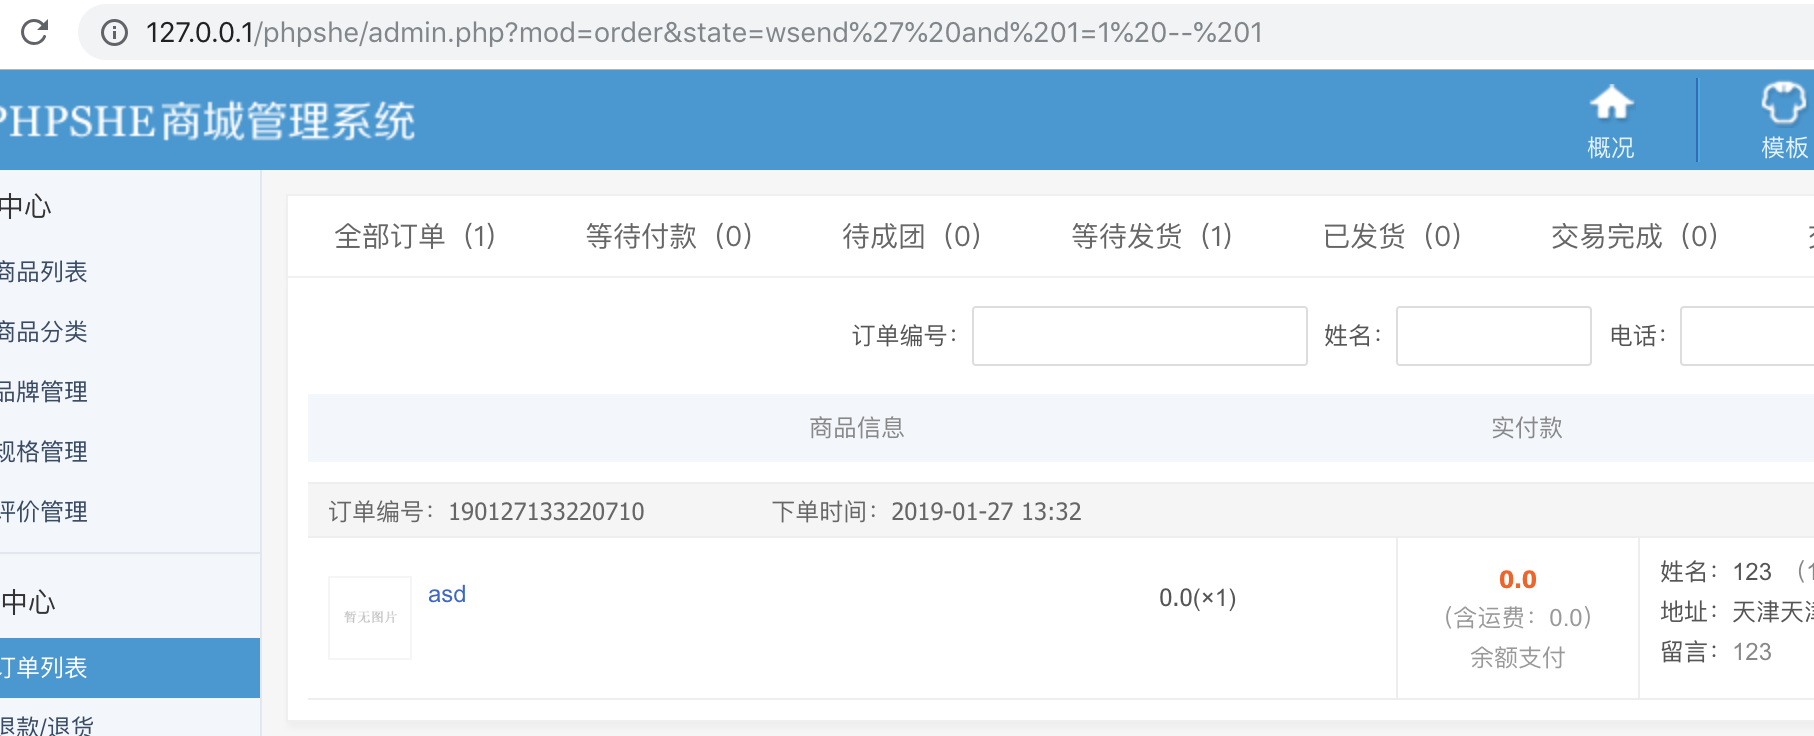 127.0.0.1/phpshe/admin.php?mod=order&state=wsend%27%20and%201=1%20--%201
PHPSHE商城管理系统
概况
模板
中心
商品列表
商品分类
品牌管理
规格管理
评价管理
中心
订单列表
退款/退货
全部订单（1） 等待付款（0） 待成团（0） 等待发货（1） 已发货（0） 交易完成（0）
订单编号： 姓名： 电话：
商品信息 实付款
订单编号：190127133220710 下单时间：2019-01-27 13:32
暂无图片
asd
0.0(×1)
0.0
（含运费：0.0）
余额支付
姓名：123 （1
地址：天津天津
留言：123